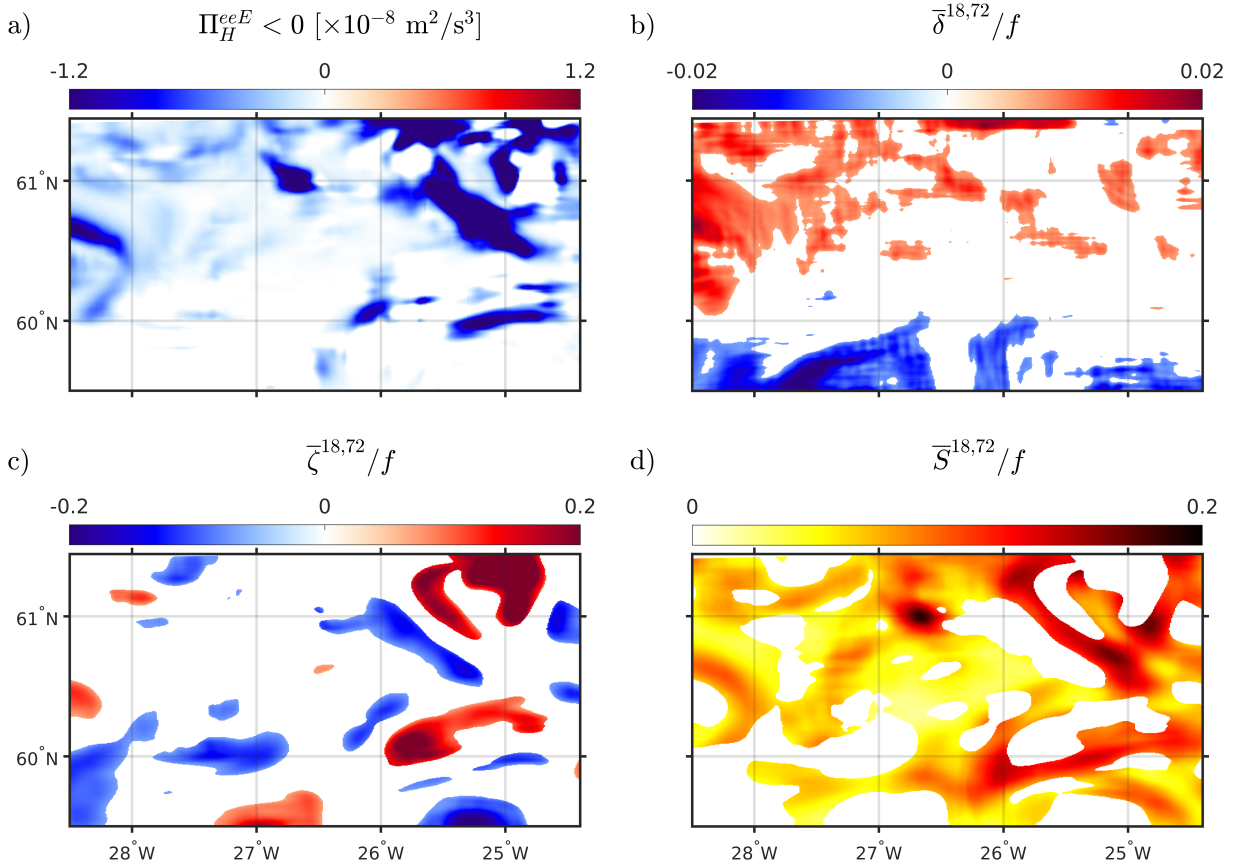 a) Π_H^{eeE} < 0 [×10⁻⁸ m²/s³]
-1.2 0 1.2
61°N
60°N
b) δ̅^{18,72}/f
-0.02 0 0.02
c) ζ̅^{18,72}/f
-0.2 0 0.2
61°N
60°N
28°W 27°W 26°W 25°W
d) S̅^{18,72}/f
0 0.2
28°W 27°W 26°W 25°W